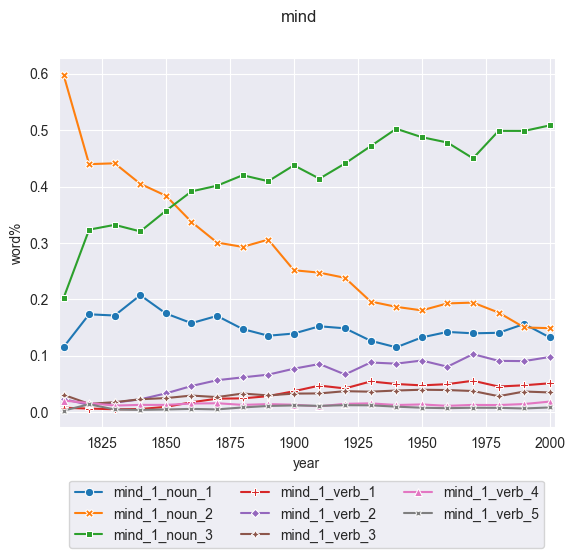 mind
0.6
0.5
0.4
0.3
0.2
0.1
0.0
word%
1825 1850 1875 1900 1925 1950 1975 2000
year
mind_1_noun_1 mind_1_verb_1 mind_1_verb_4
mind_1_noun_2 mind_1_verb_2 mind_1_verb_5
mind_1_noun_3 mind_1_verb_3